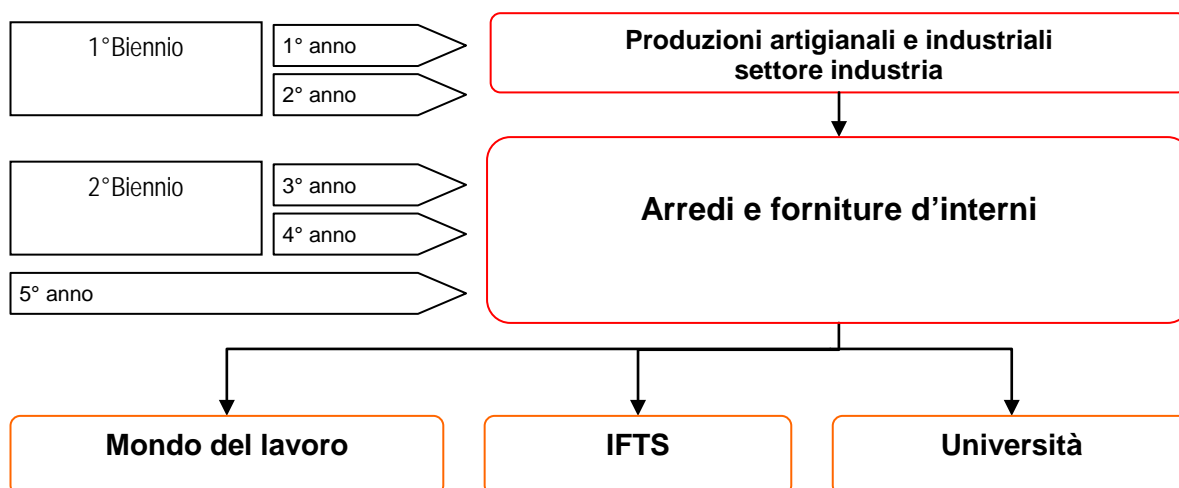 1°Biennio
1° anno
2° anno
Produzioni artigianali e industriali
settore industria
2°Biennio
3° anno
4° anno
5° anno
Arredi e forniture d’interni
Mondo del lavoro
IFTS
Università